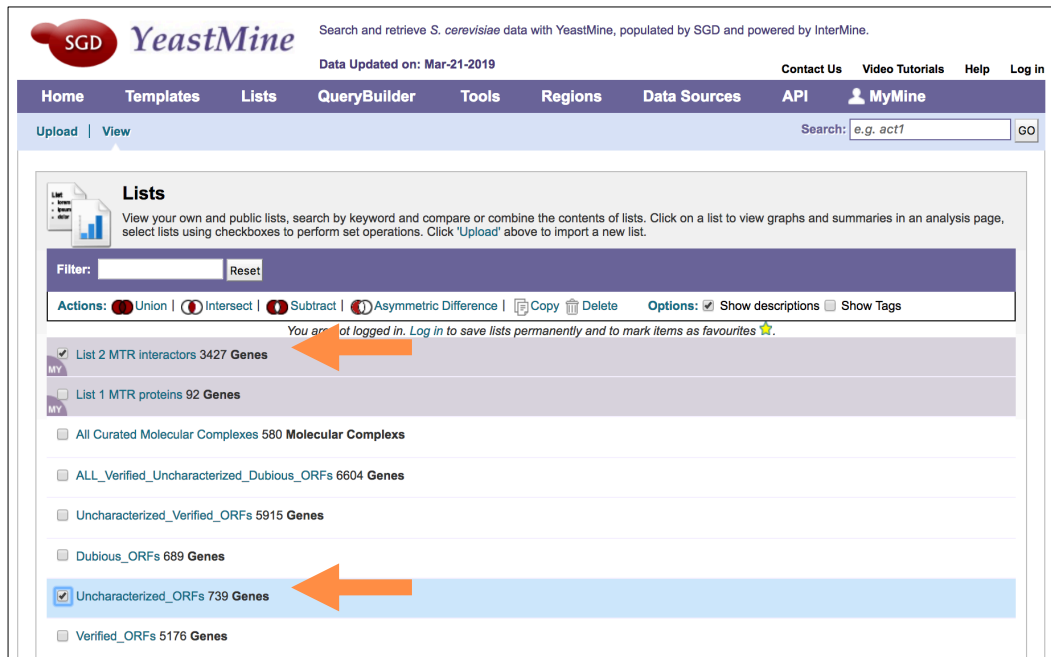 SGD YeastMine
Search and retrieve S. cerevisiae data with YeastMine, populated by SGD and powered by InterMine.
Data Updated on: Mar-21-2019
Contact Us Video Tutorials Help Log in
Home Templates Lists QueryBuilder Tools Regions Data Sources API MyMine
Upload | View
Search: e.g. act1 GO
List
Lists
View your own and public lists, search by keyword and compare or combine the contents of lists. Click on a list to view graphs and summaries in an analysis page,
select lists using checkboxes to perform set operations. Click 'Upload' above to import a new list.
Filter: Reset
Actions: Union | Intersect | Subtract | Asymmetric Difference | Copy Delete Options: Show descriptions Show Tags
You are not logged in. Log in to save lists permanently and to mark items as favourites.
MY List 2 MTR interactors 3427 Genes
MY List 1 MTR proteins 92 Genes
All Curated Molecular Complexes 580 Molecular Complexs
ALL_Verified_Uncharacterized_Dubious_ORFs 6604 Genes
Uncharacterized_Verified_ORFs 5915 Genes
Dubious_ORFs 689 Genes
Uncharacterized_ORFs 739 Genes
Verified_ORFs 5176 Genes